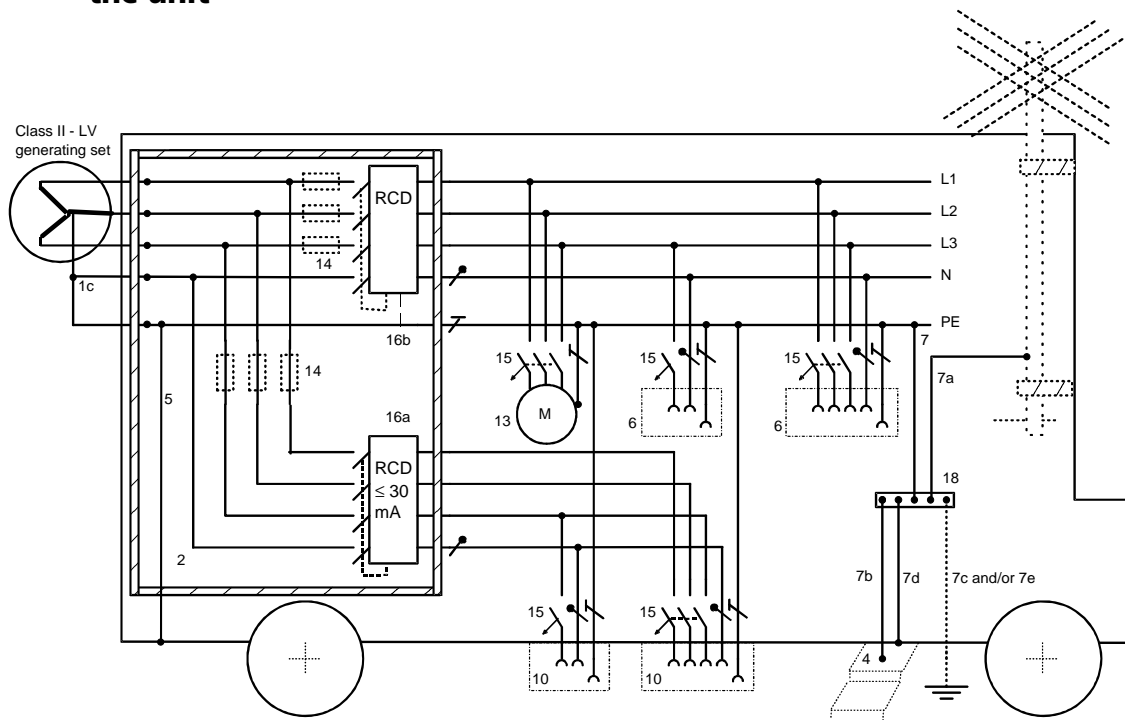 the unit
Class II - LV
generating set
RCD
L1
L2
L3
14
N
1c
PE
16b
15
15
15
7
7a
14
5
16a
13
M
6
6
RCD
≤ 30
mA
18
2
7b
7d
7c and/or 7e
15
15
4
10
10